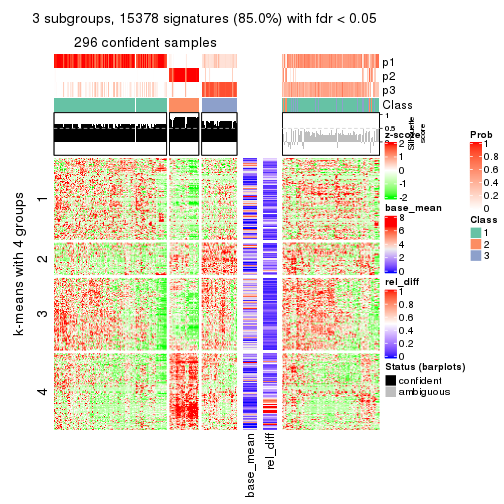 3 subgroups, 15378 signatures (85.0%) with fdr < 0.05
296 confident samples
p1
p2
p3
Class
1
0.5
0
Silhouette
score
k-means with 4 groups
1
2
3
4
base_mean
rel_diff
z-score
2
1
0
-1
-2
base_mean
8
6
4
2
0
rel_diff
1
0.8
0.6
0.4
0.2
0
Status (barplots)
confident
ambiguous
Prob
1
0.8
0.6
0.4
0.2
0
Class
1
2
3